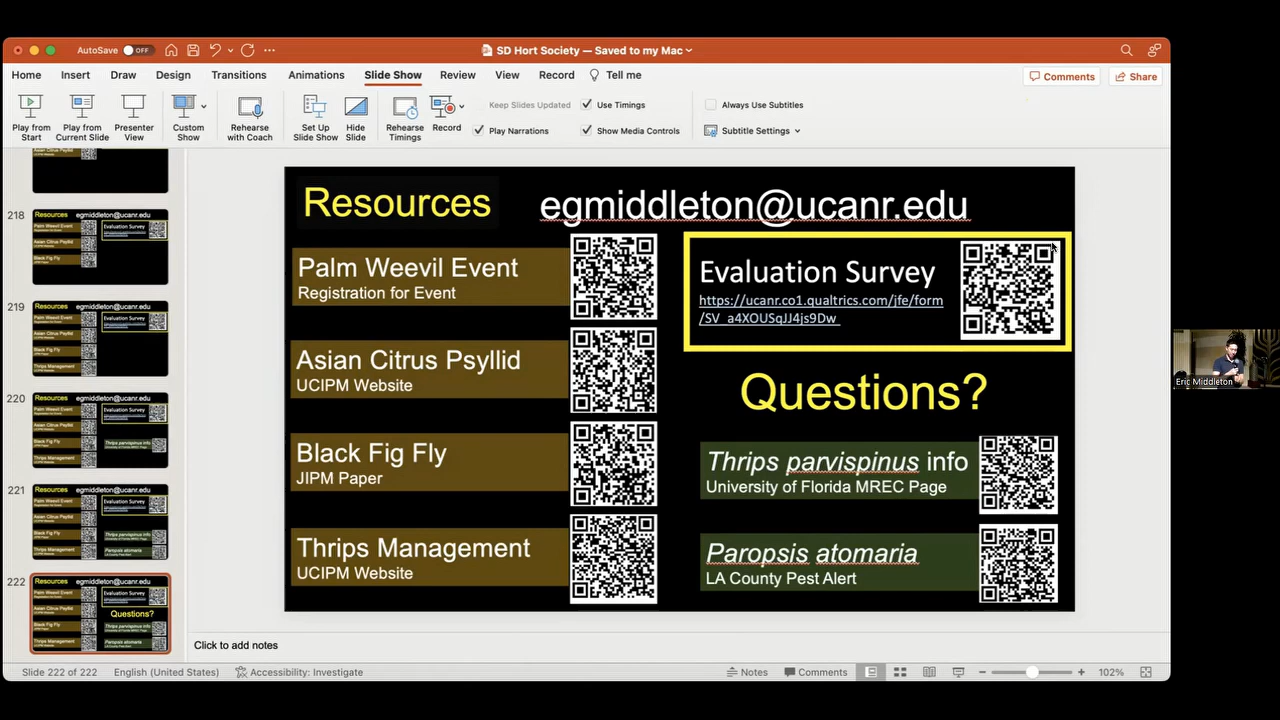 AutoSave OFF
SD Hort Society — Saved to my Mac
Home Insert Draw Design Transitions Animations Slide Show Review View Record Tell me
Comments Share
Play from Start
Play from Current Slide
Presenter View
Custom Show
Rehearse with Coach
Set Up Slide Show
Hide Slide
Rehearse Timings
Record
Keep Slides Updated
Use Timings
Play Narrations
Show Media Controls
Always Use Subtitles
Subtitle Settings
218
219
220
221
222
Resources
egmiddleton@ucanr.edu
Palm Weevil Event
Registration for Event
Asian Citrus Psyllid
UCIPM Website
Black Fig Fly
JIPM Paper
Thrips Management
UCIPM Website
Evaluation Survey
https://ucanr.co1.qualtrics.com/jfe/form
/SV_a4XOUSqJJ4js9Dw
Questions?
Thrips parvispinus info
University of Florida MREC Page
Paropsis atomaria
LA County Pest Alert
Eric Middleton
Click to add notes
Slide 222 of 222 English (United States) Accessibility: Investigate
Notes Comments 102%